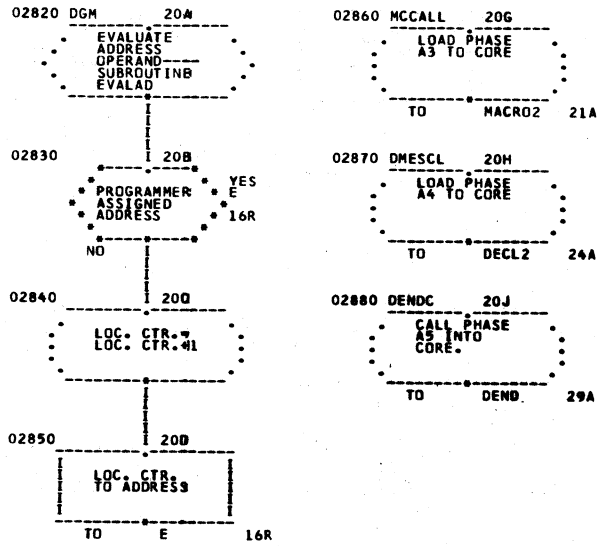 02820 DGM 20A
EVALUATE
ADDRESS
OPERAND----
SUBROUTINE
EVALAD
02830 20B
PROGRAMMER
ASSIGNED
ADDRESS
YES
E
16R
NO
02840 20C
LOC. CTR.=
LOC. CTR.+1
02850 20D
LOC. CTR.
TO ADDRESS
TO E 16R
02860 MCCALL 20G
LOAD PHASE
A3 TO CORE
TO MACRO2 21A
02870 DMESCL 20H
LOAD PHASE
A4 TO CORE
TO DECL2 24A
02880 DENDC 20J
CALL PHASE
A5 INTO
CORE.
TO DEND 29A